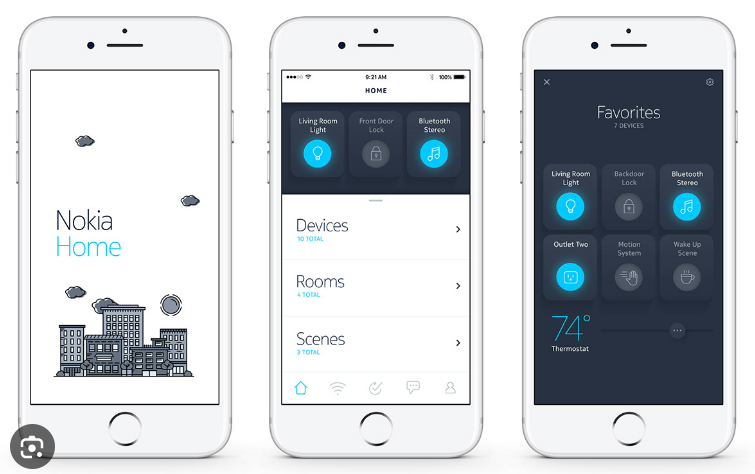 Nokia
Home
9:21 AM
100%
HOME
Living Room
Light
Front Door
Lock
Bluetooth
Stereo
Devices
10 TOTAL
Rooms
4 TOTAL
Scenes
3 TOTAL
Favorites
7 DEVICES
Living Room
Light
Backdoor
Lock
Bluetooth
Stereo
Outlet Two
Motion
System
Wake Up
Scene
74°
Thermostat